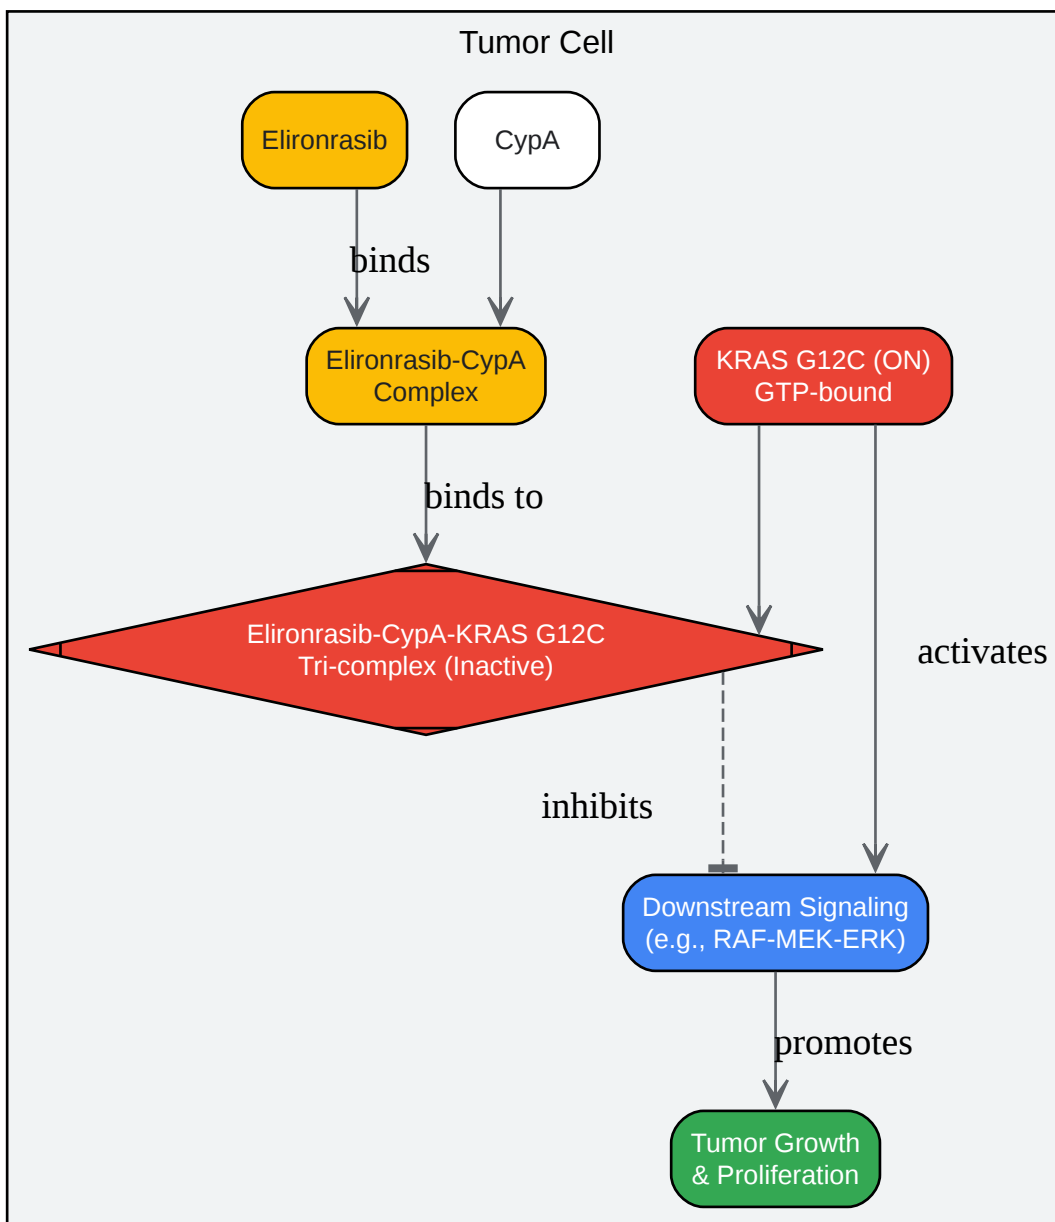 Tumor Cell
Elironrasib
CypA
binds
Elironrasib-CypA
Complex
KRAS G12C (ON)
GTP-bound
binds to
Elironrasib-CypA-KRAS G12C
Tri-complex (Inactive)
activates
inhibits
Downstream Signaling
(e.g., RAF-MEK-ERK)
promotes
Tumor Growth
& Proliferation